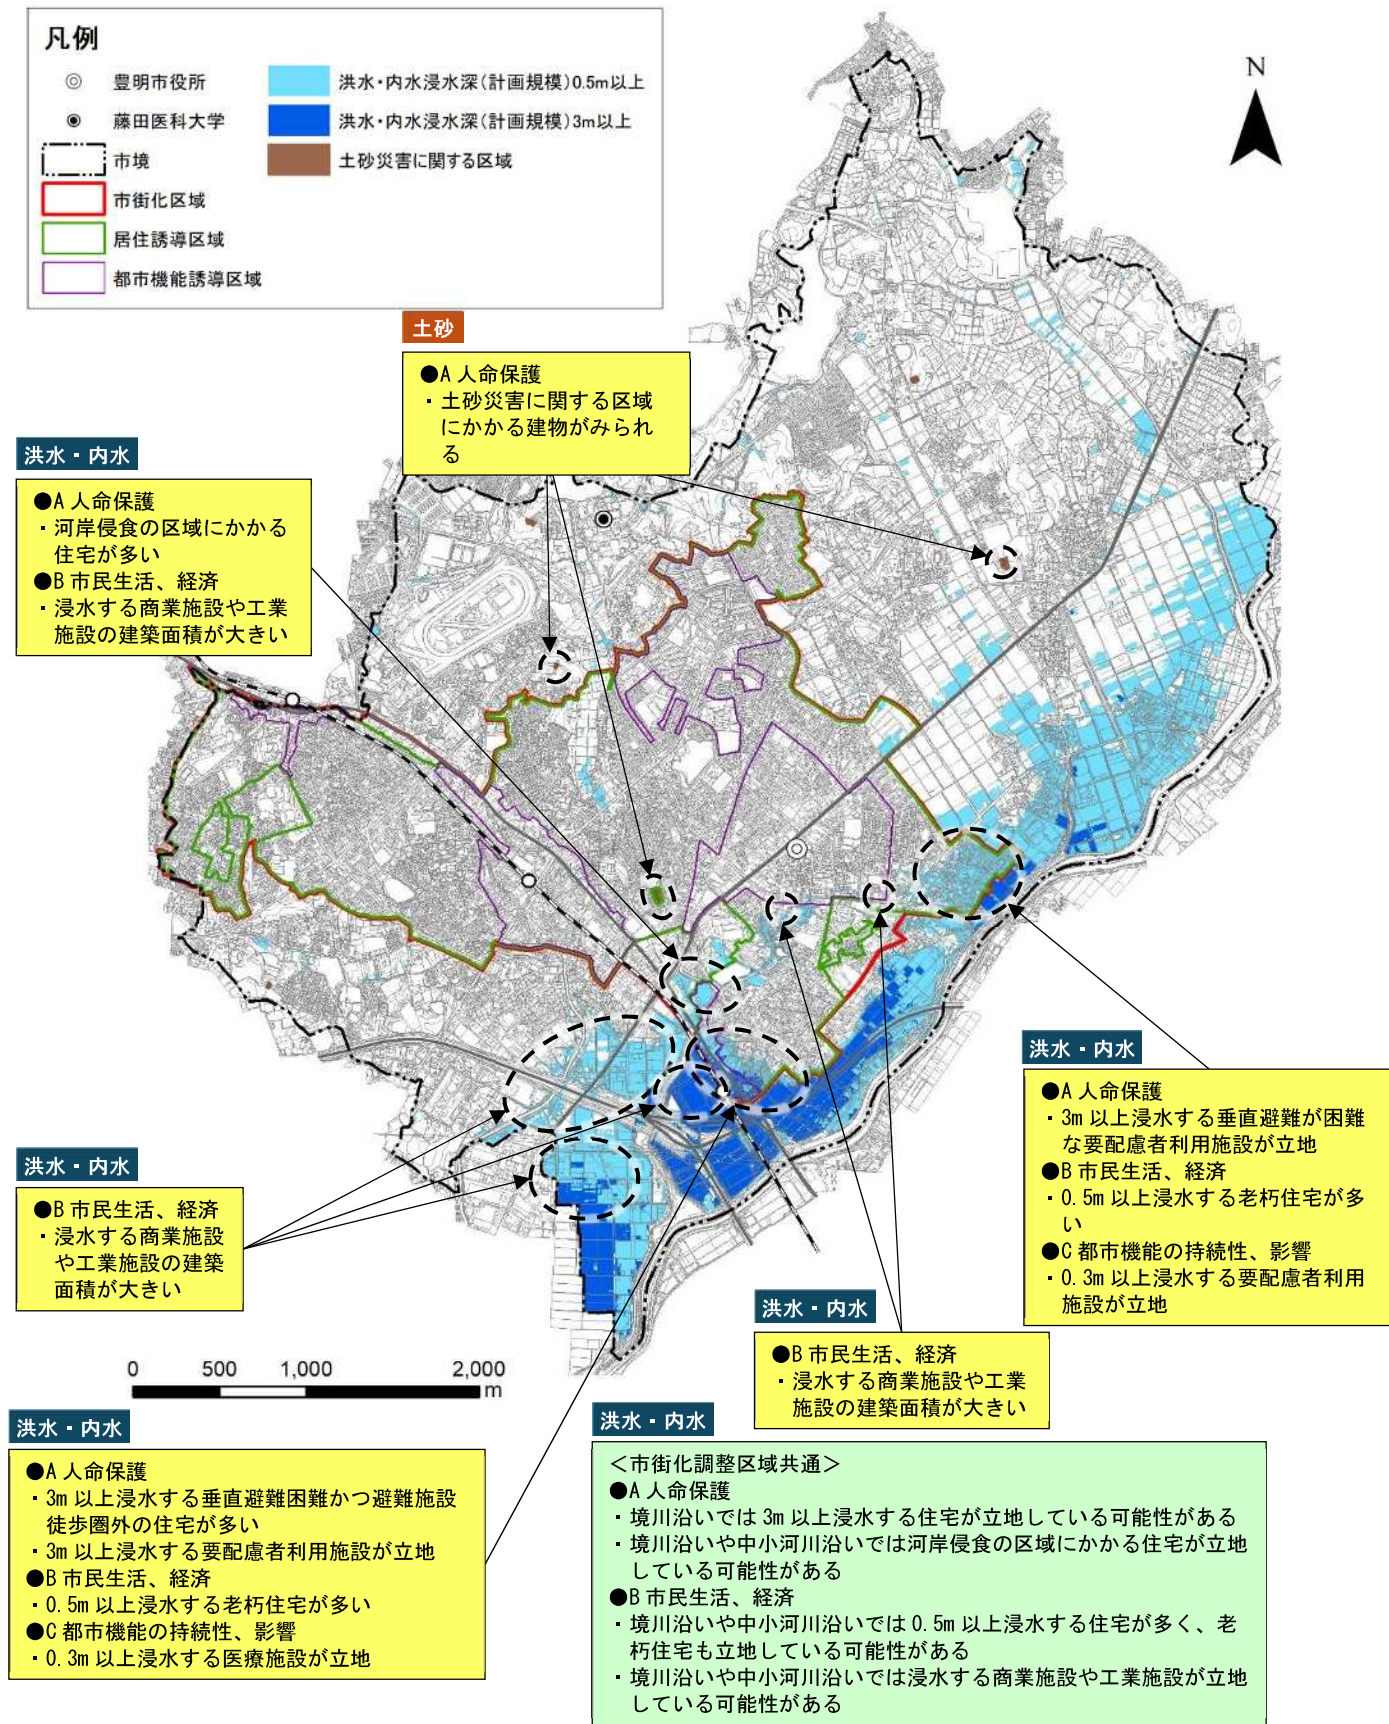 凡例
豊明市役所
藤田医科大学
市境
市街化区域
居住誘導区域
都市機能誘導区域
洪水・内水浸水深(計画規模)0.5m以上
洪水・内水浸水深(計画規模)3m以上
土砂災害に関する区域
N
土砂
●A 人命保護
・土砂災害に関する区域
にかかる建物がみられ
る
洪水・内水
●A 人命保護
・河岸侵食の区域にかかる
住宅が多い
●B 市民生活、経済
・浸水する商業施設や工業
施設の建築面積が大きい
洪水・内水
●A 人命保護
・3m 以上浸水する垂直避難が困難
な要配慮者利用施設が立地
●B 市民生活、経済
・0.5m 以上浸水する老朽住宅が多
い
●C 都市機能の持続性、影響
・0.3m 以上浸水する要配慮者利用
施設が立地
洪水・内水
●B 市民生活、経済
・浸水する商業施設
や工業施設の建築
面積が大きい
洪水・内水
●B 市民生活、経済
・浸水する商業施設や工業
施設の建築面積が大きい
0 500 1,000 2,000
m
洪水・内水
●A 人命保護
・3m 以上浸水する垂直避難困難かつ避難施設
徒歩圏外の住宅が多い
・3m 以上浸水する要配慮者利用施設が立地
●B 市民生活、経済
・0.5m 以上浸水する老朽住宅が多い
●C 都市機能の持続性、影響
・0.3m 以上浸水する医療施設が立地
洪水・内水
＜市街化調整区域共通＞
●A 人命保護
・境川沿いでは 3m 以上浸水する住宅が立地している可能性がある
・境川沿いや中小河川沿いでは河岸侵食の区域にかかる住宅が立地
している可能性がある
●B 市民生活、経済
・境川沿いや中小河川沿いでは 0.5m 以上浸水する住宅が多く、老
朽住宅も立地している可能性がある
・境川沿いや中小河川沿いでは浸水する商業施設や工業施設が立地
している可能性がある